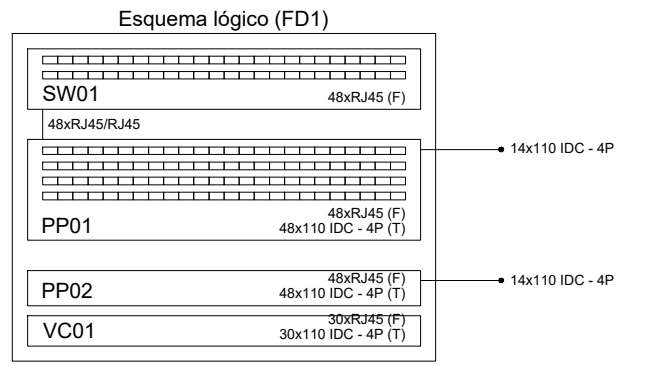 Esquema lógico (FD1)
SW01
48xRJ45 (F)
48xRJ45/RJ45
14x110 IDC - 4P
48xRJ45 (F)
PP01
48x110 IDC - 4P (T)
48xRJ45 (F)
14x110 IDC - 4P
PP02
48x110 IDC - 4P (T)
30xRJ45 (F)
VC01
30x110 IDC - 4P (T)